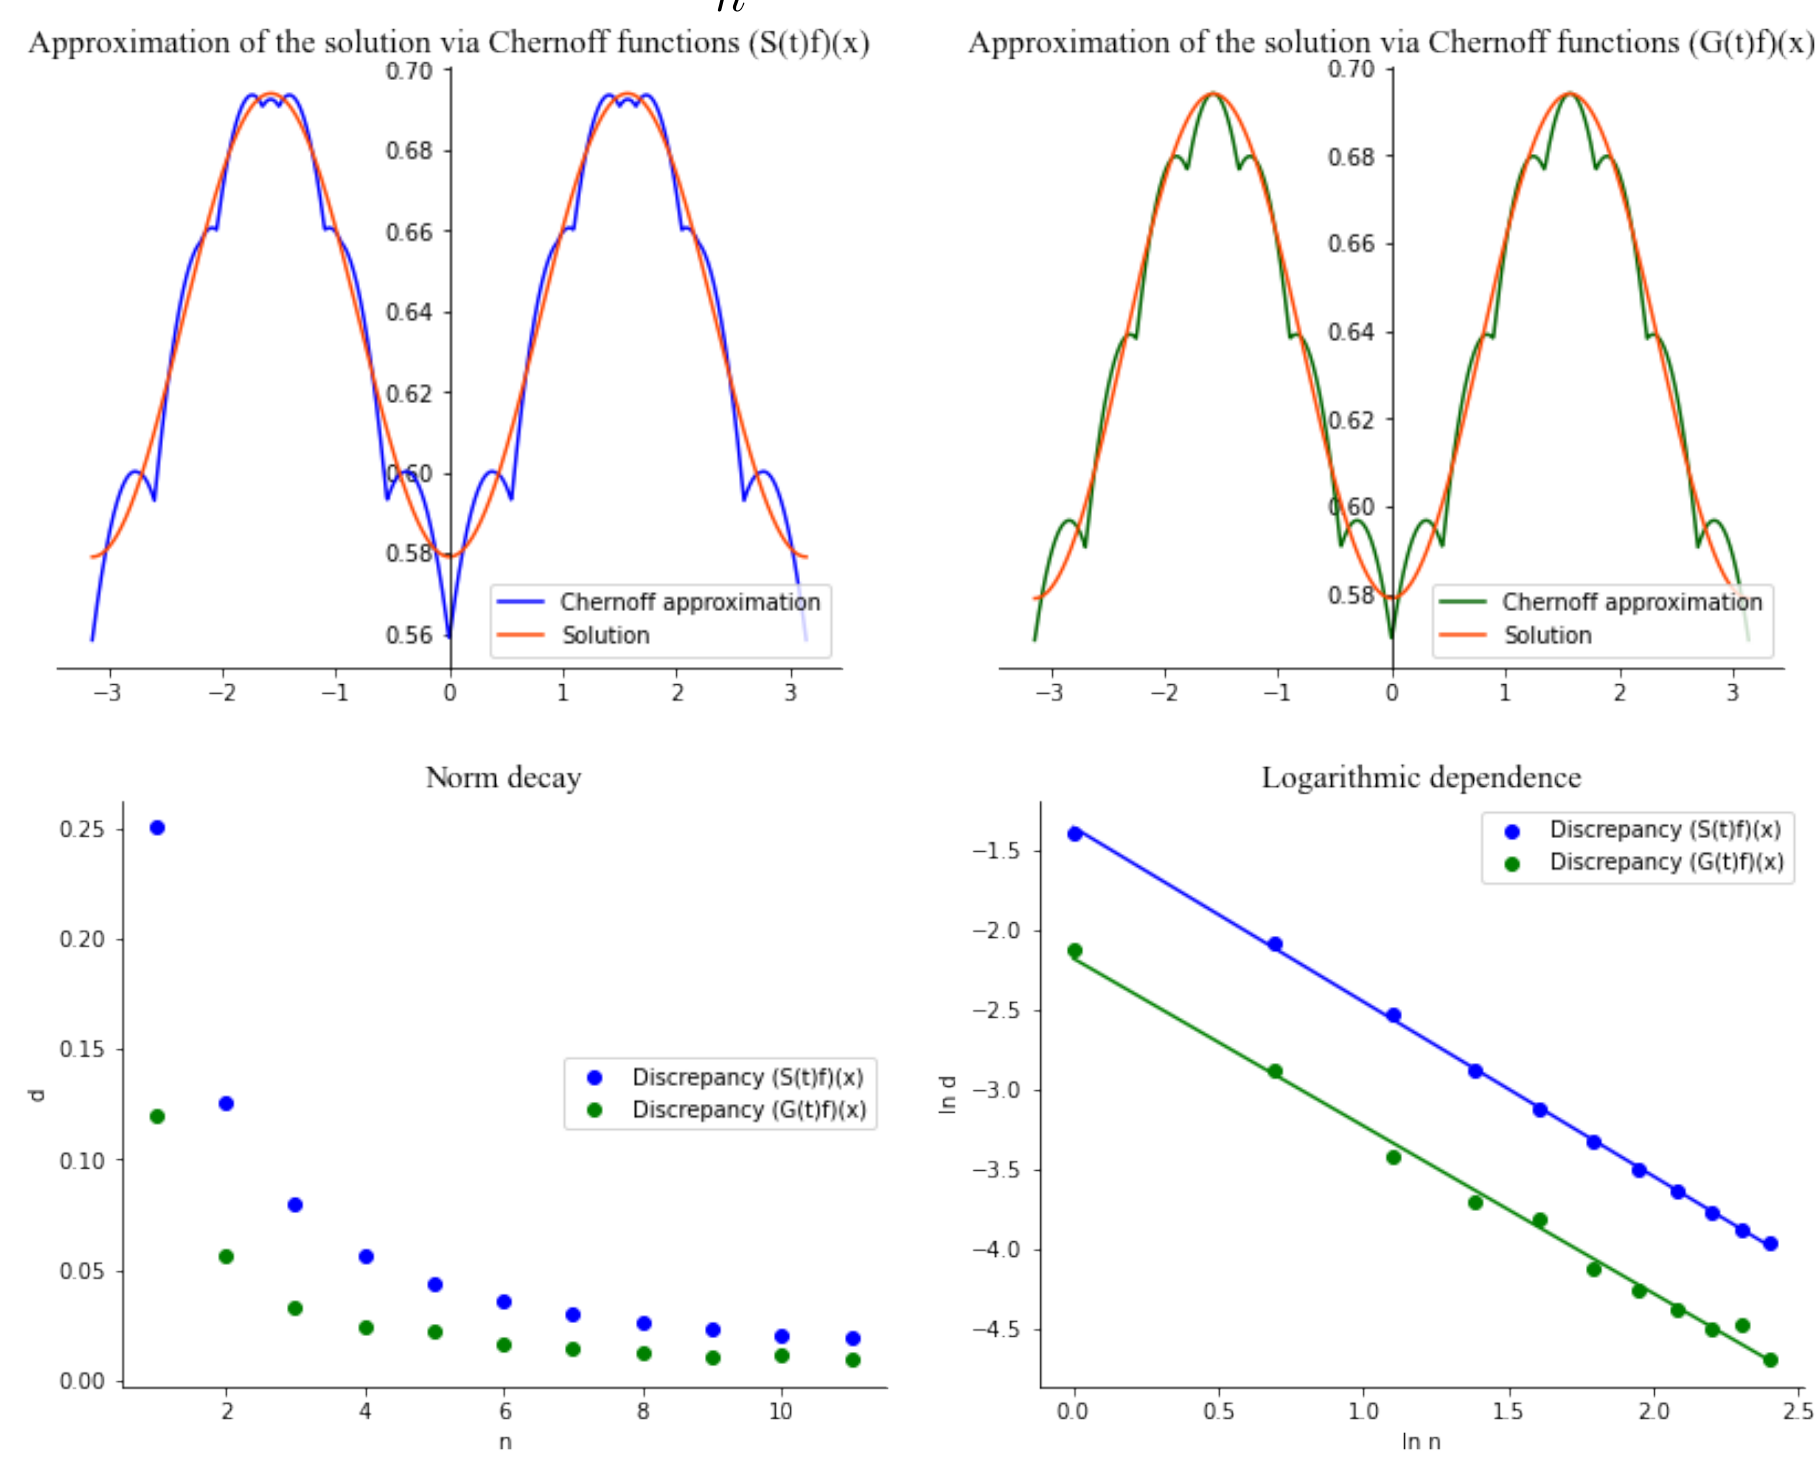 n
Approximation of the solution via Chernoff functions (S(t)f)(x)
0.70
0.68
0.66
0.64
0.62
0.60
0.58
0.56
Chernoff approximation
Solution
−3 −2 −1 0 1 2 3
Approximation of the solution via Chernoff functions (G(t)f)(x)
0.70
0.68
0.66
0.64
0.62
0.60
0.58
Chernoff approximation
Solution
−3 −2 −1 0 1 2 3
Norm decay
0.25
0.20
0.15
0.10
0.05
0.00
d
Discrepancy (S(t)f)(x)
Discrepancy (G(t)f)(x)
2 4 6 8 10
n
Logarithmic dependence
Discrepancy (S(t)f)(x)
Discrepancy (G(t)f)(x)
−1.5
−2.0
−2.5
−3.0
−3.5
−4.0
−4.5
ln d
0.0 0.5 1.0 1.5 2.0 2.5
ln n